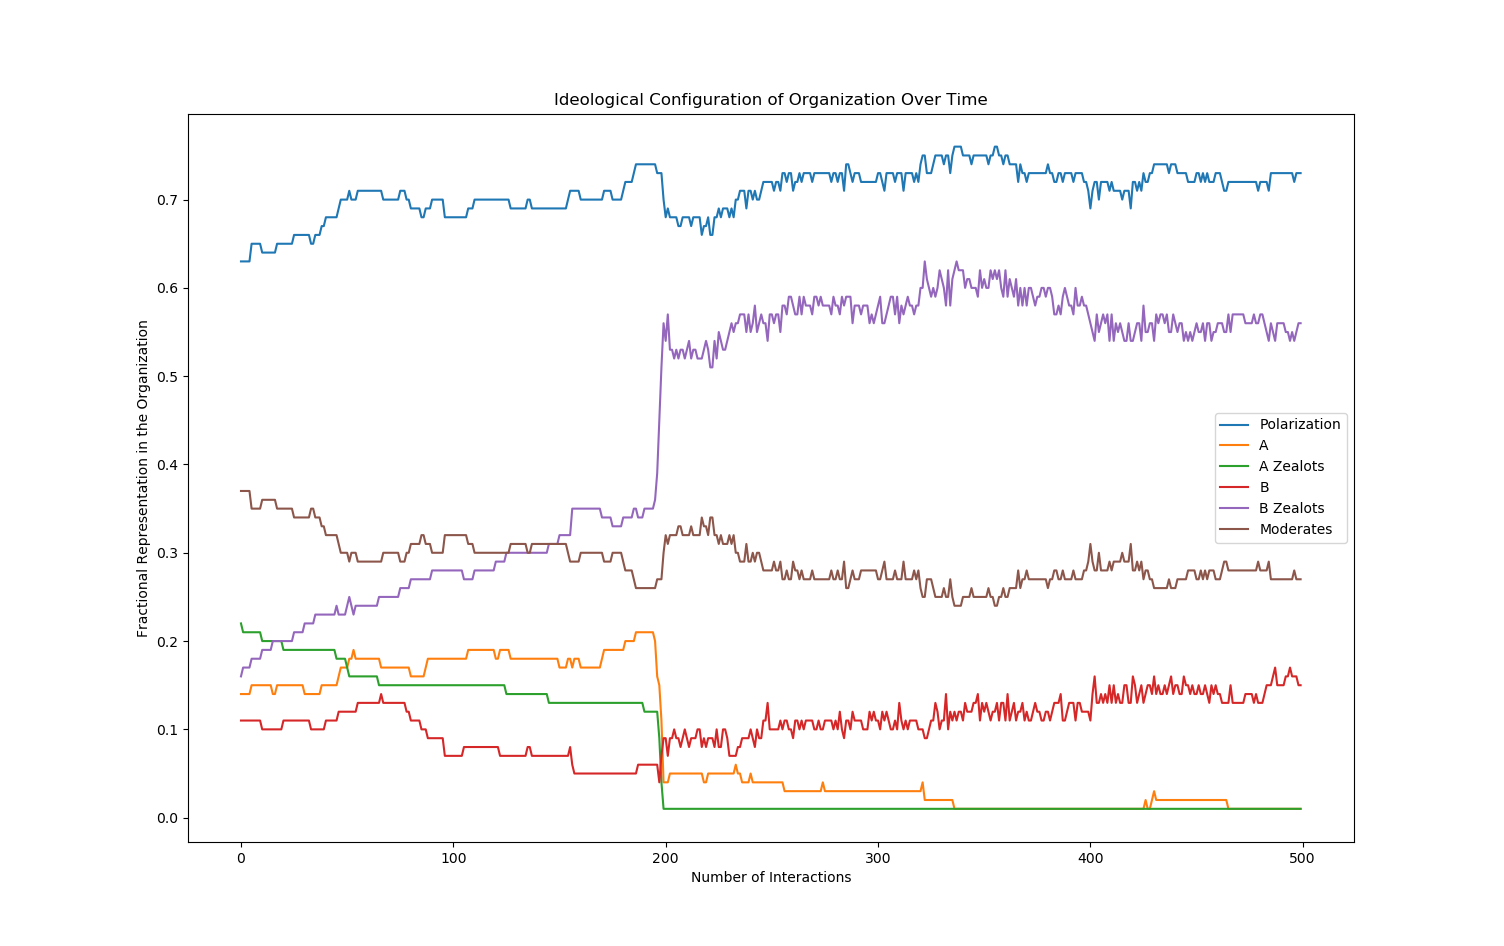 Ideological Configuration of Organization Over Time
Fractional Representation in the Organization
0.7
0.6
0.5
0.4
0.3
0.2
0.1
0.0
Polarization
A
A Zealots
B
B Zealots
Moderates
0 100 200 300 400 500
Number of Interactions